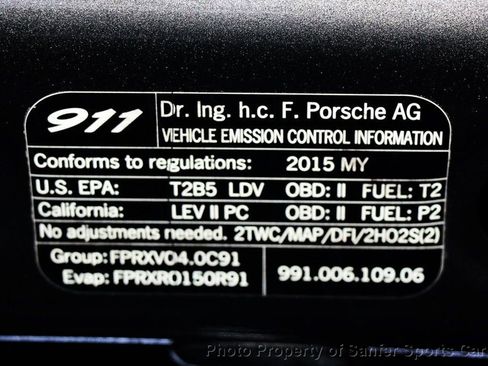 911 Dr. Ing. h.c. F. Porsche AG
VEHICLE EMISSION CONTROL INFORMATION
Conforms to regulations: 2015 MY
U.S. EPA: T2B5 LDV OBD: II FUEL: T2
California: LEV II PC OBD: II FUEL: P2
No adjustments needed. 2TWC/MAP/DFI/2HO2S(2)
Group: FPRXV04.0C91
Evap: FPRXR0150R91
991.006.109.06
Photo Property of Sanfer Sports Car